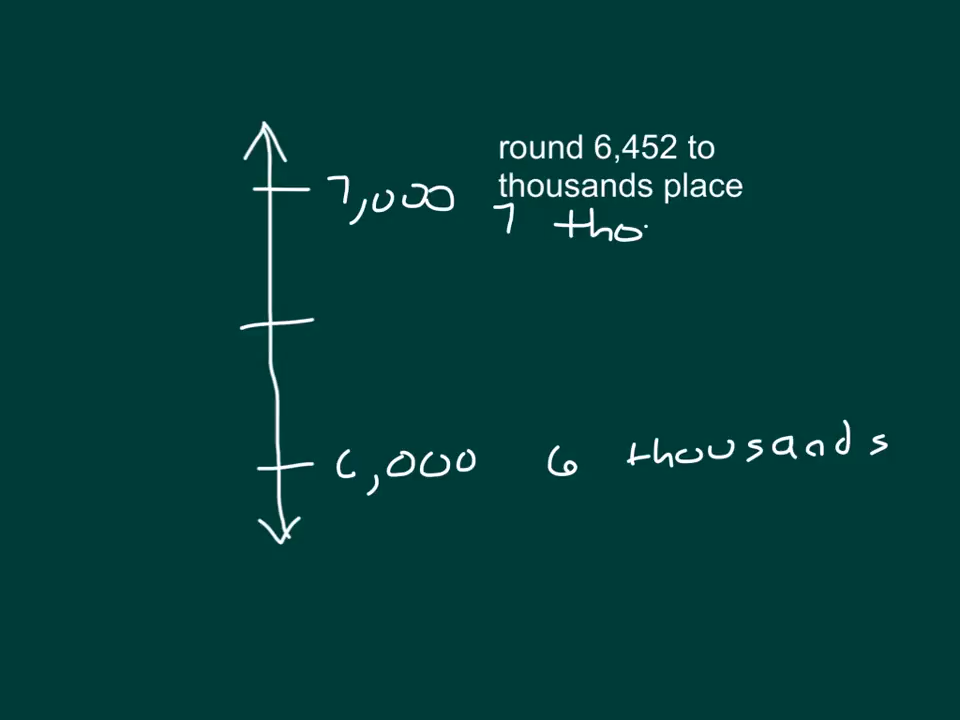 round 6,452 to
thousands place
7,000 7 tho
6,000 6 thousands